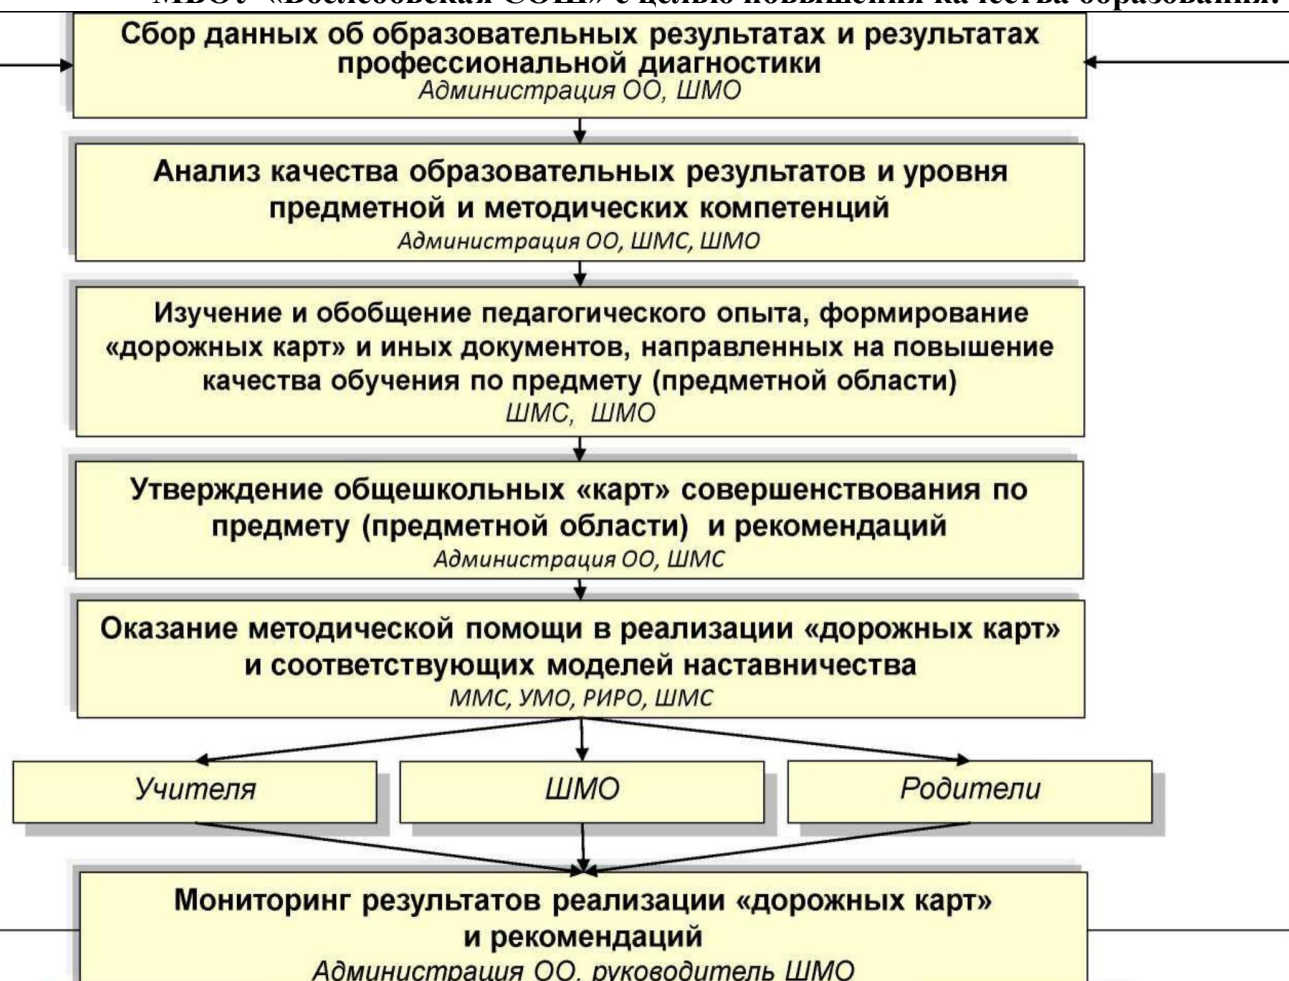 с целью повышения качества образования.
Сбор данных об образовательных результатах и результатах
профессиональной диагностики
Администрация ОО, ШМО
Анализ качества образовательных результатов и уровня
предметной и методических компетенций
Администрация ОО, ШМС, ШМО
Изучение и обобщение педагогического опыта, формирование
«дорожных карт» и иных документов, направленных на повышение
качества обучения по предмету (предметной области)
ШМС, ШМО
Утверждение общешкольных «карт» совершенствования по
предмету (предметной области) и рекомендаций
Администрация ОО, ШМС
Оказание методической помощи в реализации «дорожных карт»
и соответствующих моделей наставничества
ММС, УМО, РИРО, ШМС
Учителя
ШМО
Родители
Мониторинг результатов реализации «дорожных карт»
и рекомендаций
Администрация ОО, руководитель ШМО